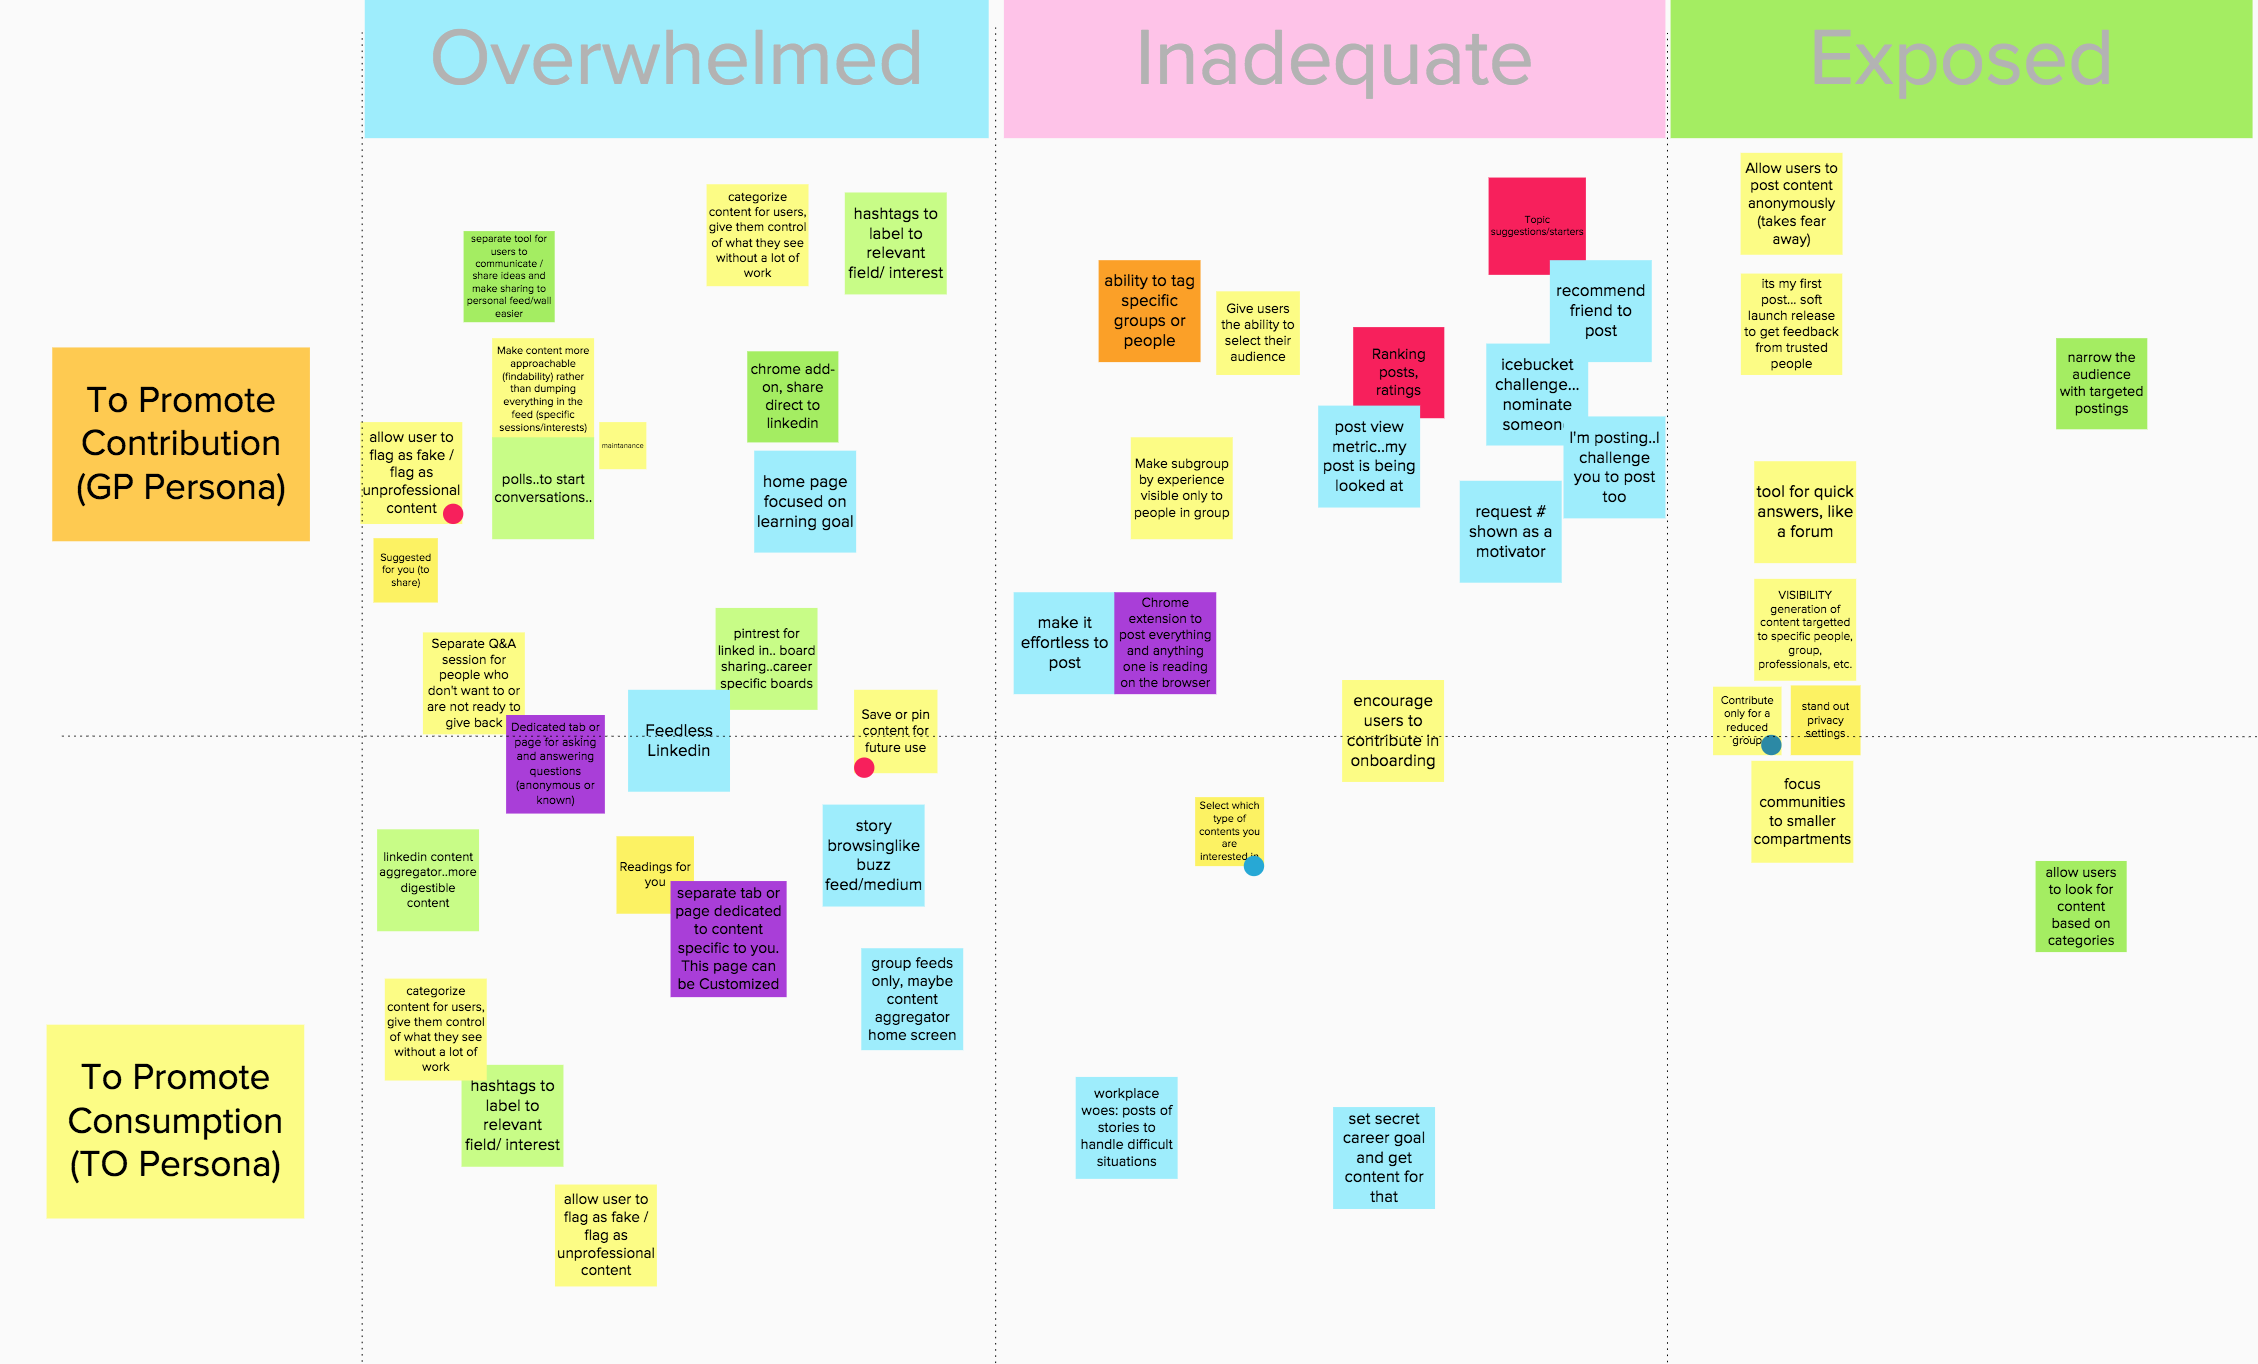 Overwhelmed
Inadequate
Exposed
To Promote
Contribution
(GP Persona)
separate tool for
users to
communicate /
share ideas and
make sharing to
personal feed/wall
easier
categorize
content for users,
give them control
of what they see
without a lot of
work
hashtags to
label to
relevant
field/ interest
Make content more
approachable
(findability) rather
than dumping
everything in the
feed (specific
sessions/interests)
chrome add-
on, share
direct to
linkedin
allow user to
flag as fake /
flag as
unprofessional
content
polls..to start
conversations..
maintanance
home page
focused on
learning goal
Suggested
for you (to
share)
Separate Q&A
session for
people who
don't want to or
are not ready to
give back
pintrest for
linked in.. board
sharing..career
specific boards
Dedicated tab or
page for asking
and answering
questions
(anonymous or
known)
Feedless
Linkedin
Save or pin
content for
future use
Topic
suggestions/starters
ability to tag
specific
groups or
people
Give users
the ability to
select their
audience
recommend
friend to
post
Ranking
posts,
ratings
icebucket
challenge...
nominate
someon
post view
metric..my
post is being
looked at
I'm posting..I
challenge
you to post
too
Make subgroup
by experience
visible only to
people in group
request #
shown as a
motivator
make it
effortless to
post
Chrome
extension to
post everything
and anything
one is reading
on the browser
encourage
users to
contribute in
onboarding
Allow users to
post content
anonymously
(takes fear
away)
its my first
post... soft
launch release
to get feedback
from trusted
people
narrow the
audience
with targeted
postings
tool for quick
answers, like
a forum
VISIBILITY
generation of
content targetted
to specific people,
group,
professionals, etc.
Contribute
only for a
reduced
group
stand out
privacy
settings
To Promote
Consumption
(TO Persona)
linkedin content
aggregator..more
digestible
content
Readings for
you
story
browsinglike
buzz
feed/medium
separate tab or
page dedicated
to content
specific to you.
This page can
be Customized
group feeds
only, maybe
content
aggregator
home screen
categorize
content for users,
give them control
of what they see
without a lot of
work
hashtags to
label to
relevant
field/ interest
allow user to
flag as fake /
flag as
unprofessional
content
Select which
type of
contents you
are
interested in
workplace
woes: posts of
stories to
handle difficult
situations
set secret
career goal
and get
content for
that
focus
communities
to smaller
compartments
allow users
to look for
content
based on
categories